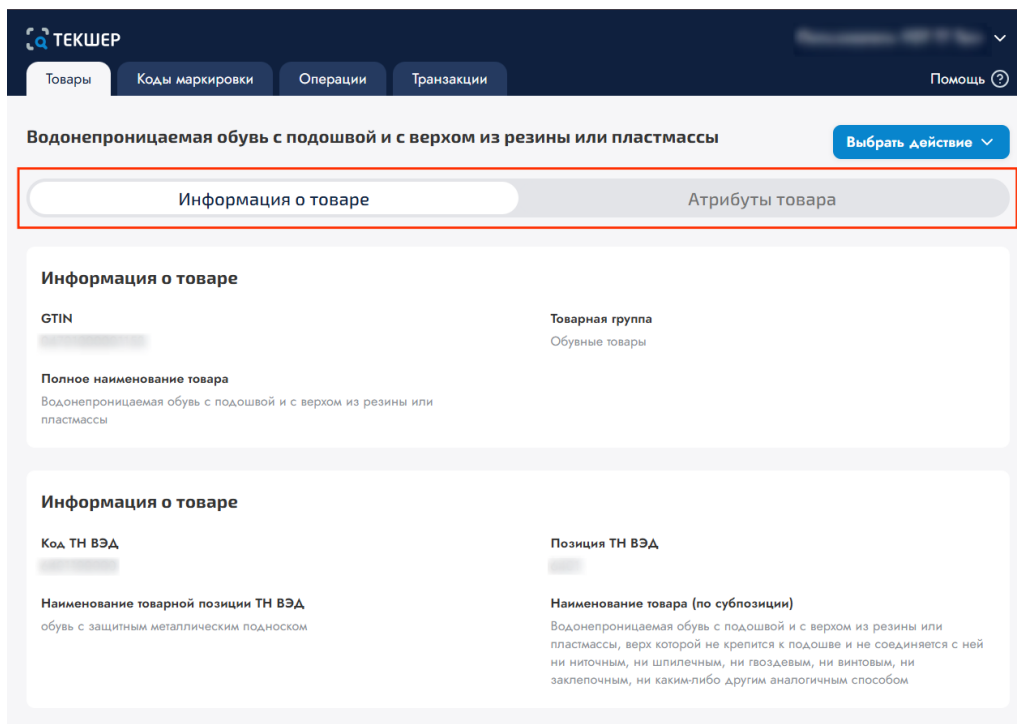 ТЕКШЕР
Товары
Коды маркировки
Операции
Транзакции
Помощь
Водонепроницаемая обувь с подошвой и с верхом из резины или пластмассы
Выбрать действие
Информация о товаре
Атрибуты товара
Информация о товаре
GTIN
Товарная группа
Обувные товары
Полное наименование товара
Водонепроницаемая обувь с подошвой и с верхом из резины или
пластмассы
Информация о товаре
Код ТН ВЭД
Позиция ТН ВЭД
Наименование товарной позиции ТН ВЭД
обувь с защитным металлическим подноском
Наименование товара (по субпозиции)
Водонепроницаемая обувь с подошвой и с верхом из резины или
пластмассы, верх которой не крепится к подошве и не соединяется с ней
ни ниточным, ни шпилечным, ни гвоздевым, ни винтовым, ни
заклепочным, ни каким-либо другим аналогичным способом